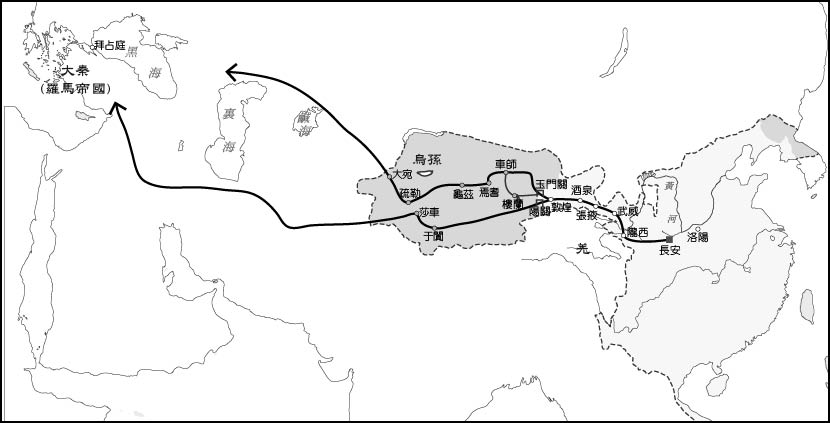 拜占庭
黑
海
大秦
(羅馬帝國)
裏
海
鹹
海
烏孫
大宛
疏勒
龜茲
焉耆
車師
樓蘭
玉門關
陽關
敦煌
酒泉
張掖
武威
隴西
黃
河
長安
洛陽
羌
莎車
于闐